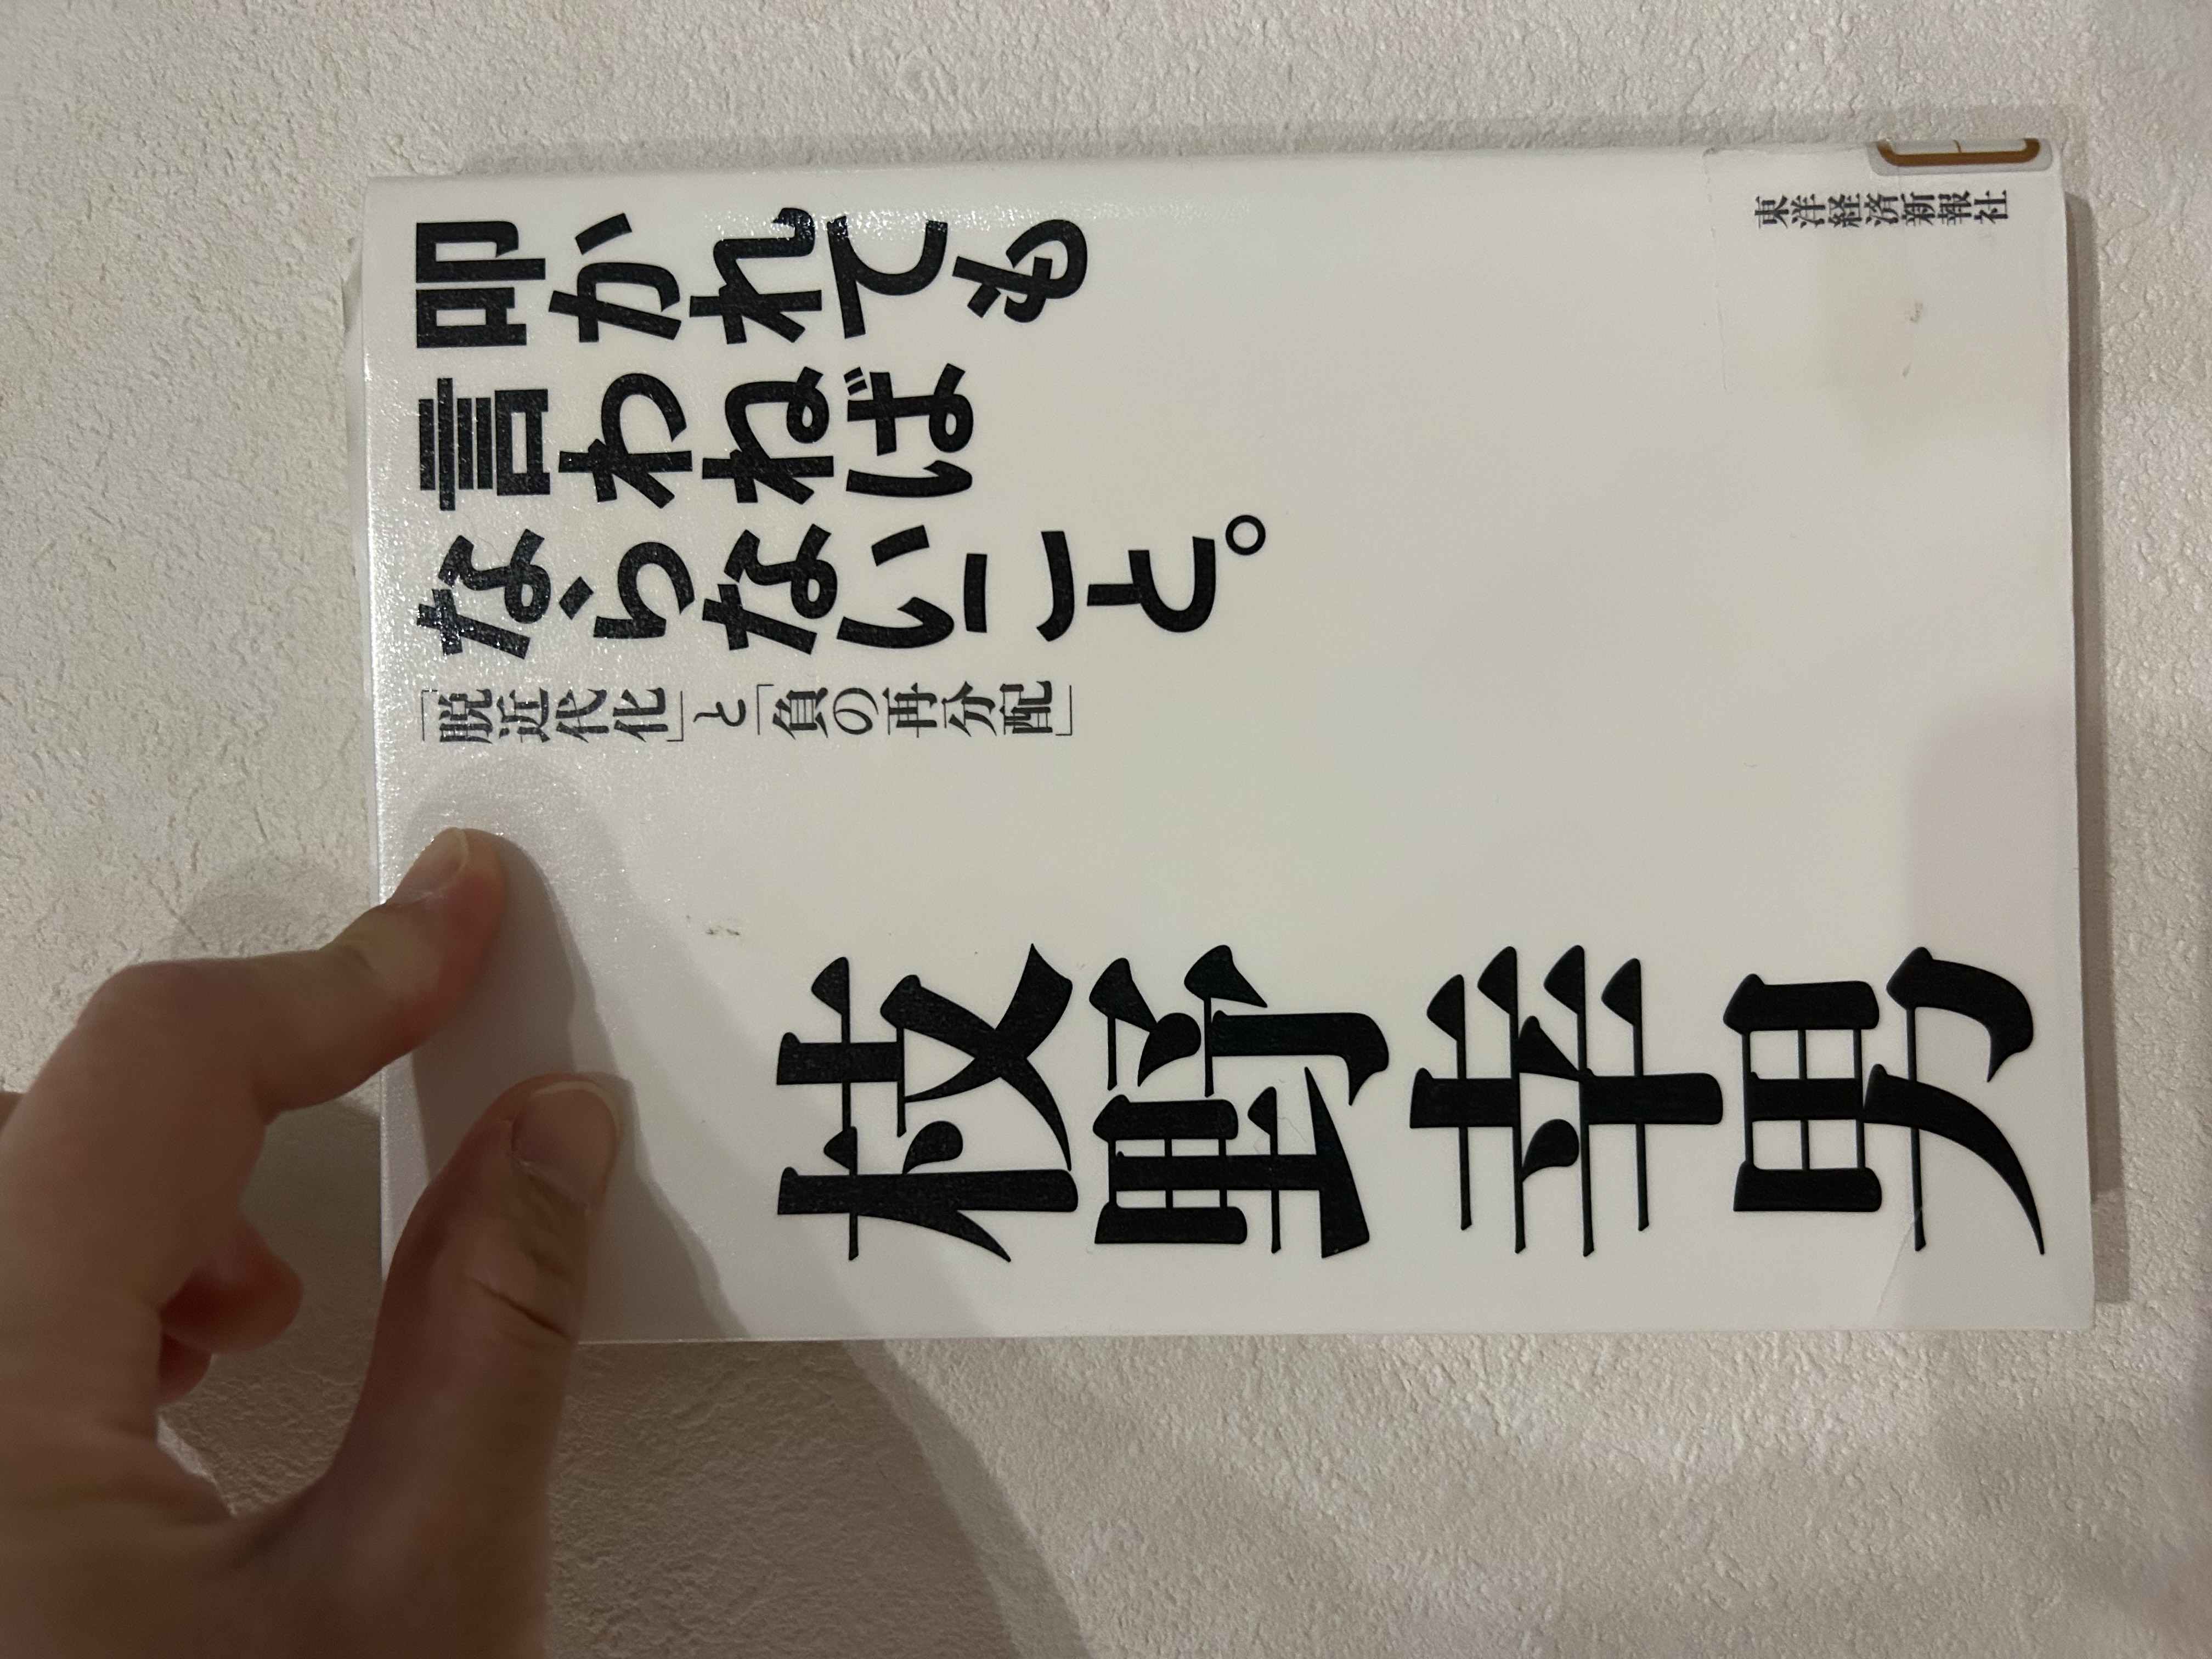 叩かれても
言わねば
ならないこと。
「脱近代化」と「負の再分配」
枝野幸男
東洋経済新報社